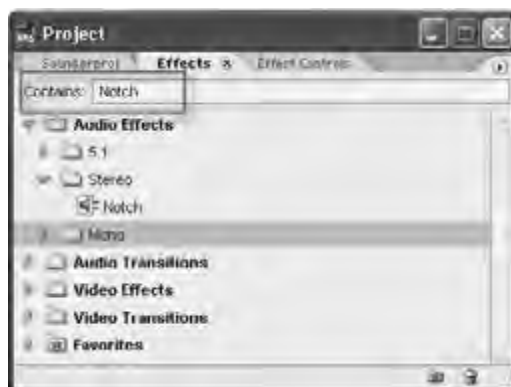 Project
Effects x Effect Controls
Contains: Notch
Audio Effects
5.1
Stereo
Notch
Mono
Audio Transitions
Video Effects
Video Transitions
Favorites